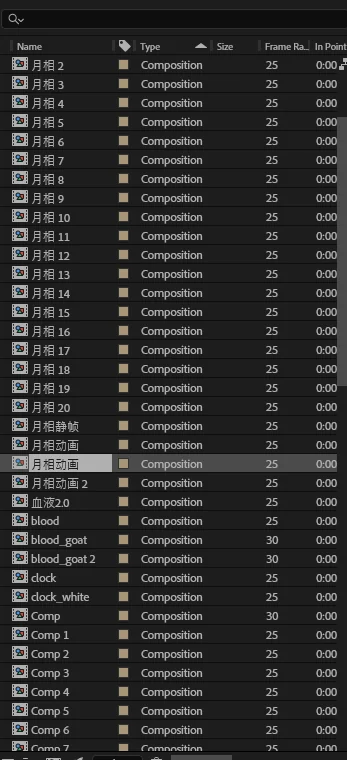 Name Type Size Frame Ra... In Point
月相 2 Composition 25 0:00
月相 3 Composition 25 0:00
月相 4 Composition 25 0:00
月相 5 Composition 25 0:00
月相 6 Composition 25 0:00
月相 7 Composition 25 0:00
月相 8 Composition 25 0:00
月相 9 Composition 25 0:00
月相 10 Composition 25 0:00
月相 11 Composition 25 0:00
月相 12 Composition 25 0:00
月相 13 Composition 25 0:00
月相 14 Composition 25 0:00
月相 15 Composition 25 0:00
月相 16 Composition 25 0:00
月相 17 Composition 25 0:00
月相 18 Composition 25 0:00
月相 19 Composition 25 0:00
月相 20 Composition 25 0:00
月相静帧 Composition 25 0:00
月相动画 Composition 25 0:00
月相动画 Composition 25 0:00
月相动画 2 Composition 25 0:00
血液2.0 Composition 25 0:00
blood Composition 25 0:00
blood_goat Composition 30 0:00
blood_goat 2 Composition 30 0:00
clock Composition 25 0:00
clock_white Composition 25 0:00
Comp Composition 30 0:00
Comp 1 Composition 25 0:00
Comp 2 Composition 25 0:00
Comp 3 Composition 25 0:00
Comp 4 Composition 25 0:00
Comp 5 Composition 25 0:00
Comp 6 Composition 25 0:00
Comp 7 Composition 25 0:00